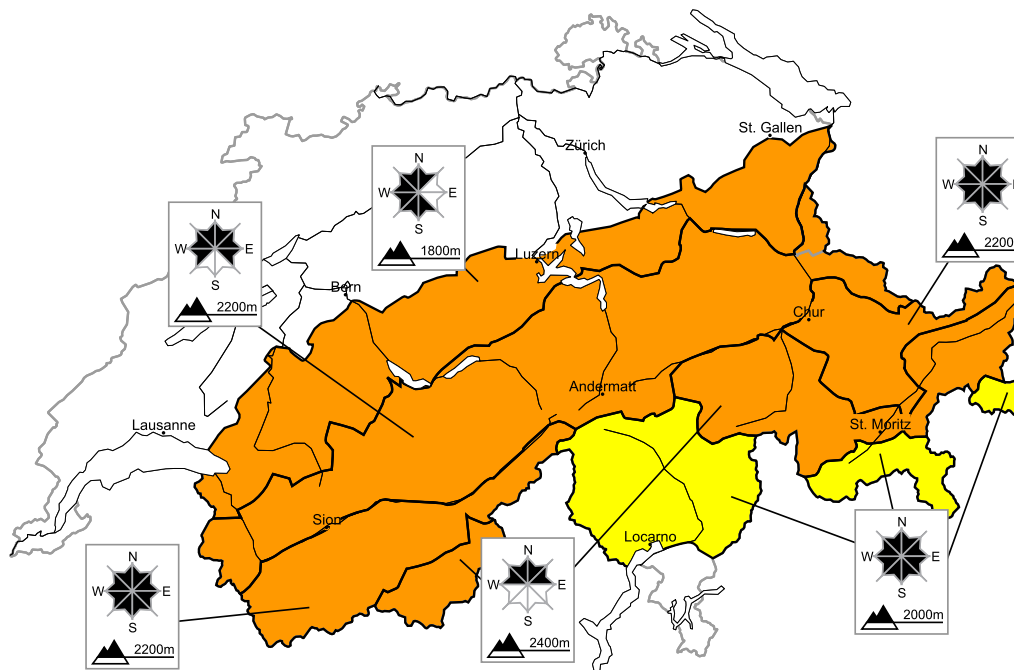 St. Gallen
N
W E
S
2200
Zürich
N
W E
S
1800m
N
W E
S
2200m
Luzern
Bern
Chur
Andermatt
St. Moritz
Lausanne
Sion
Locarno
N
W E
S
2200m
N
W E
S
2400m
N
W E
S
2000m